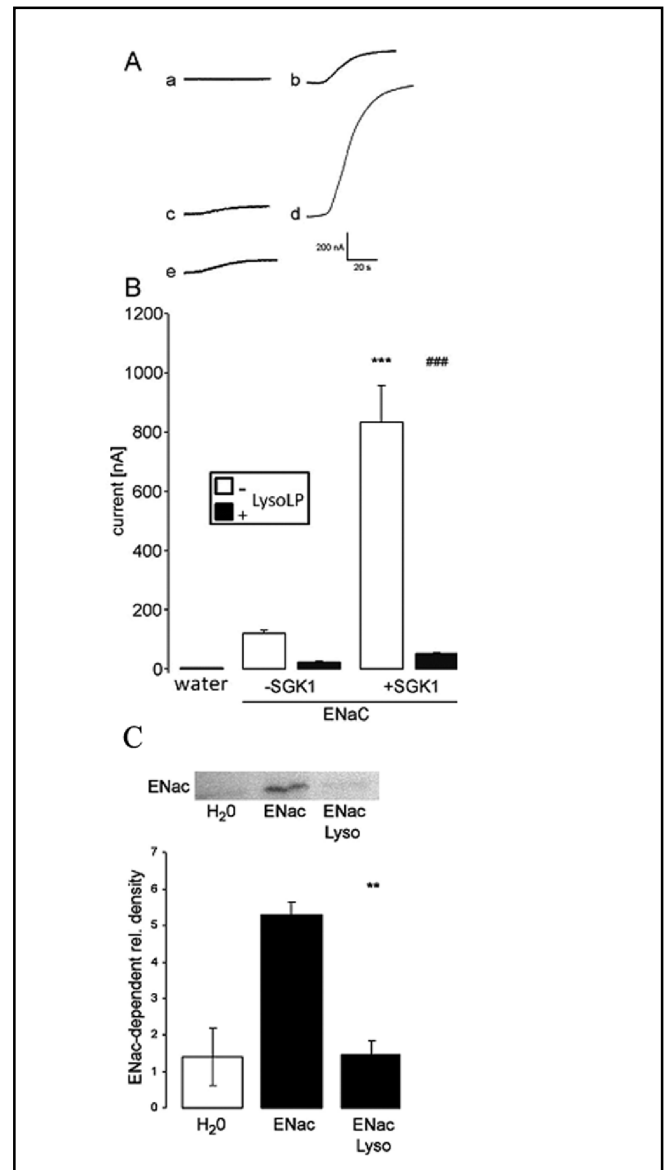 A
a b
c d
200 nA
20 s
e
B
1200
1000
*** ###
800
600
-
LysoLP
+
400
200
0
current [nA]
water -SGK1 +SGK1
ENaC
C
ENac
H₂0 ENac ENac
Lyso
7
6
**
5
4
3
2
1
0
ENac-dependent rel. density
H₂0 ENac ENac
Lyso